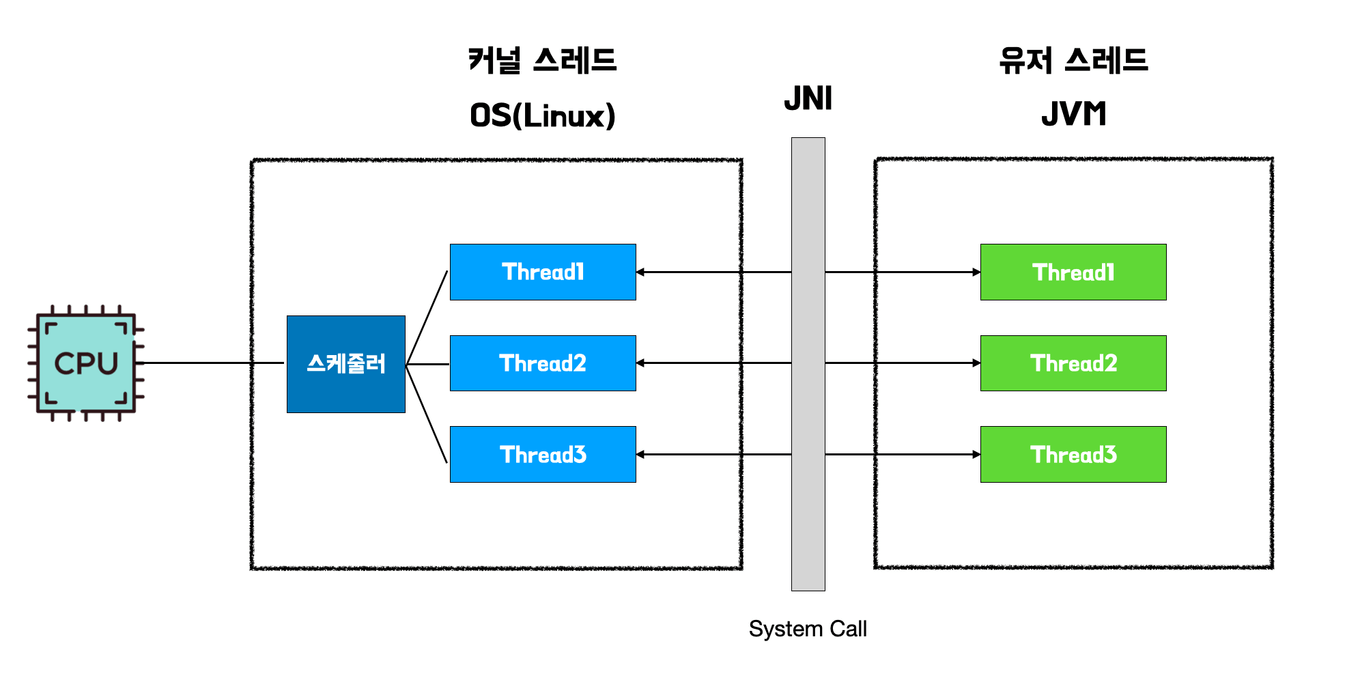 커널 스레드
OS(Linux)
JNI
유저 스레드
JVM
CPU
스케줄러
Thread1
Thread2
Thread3
Thread1
Thread2
Thread3
System Call